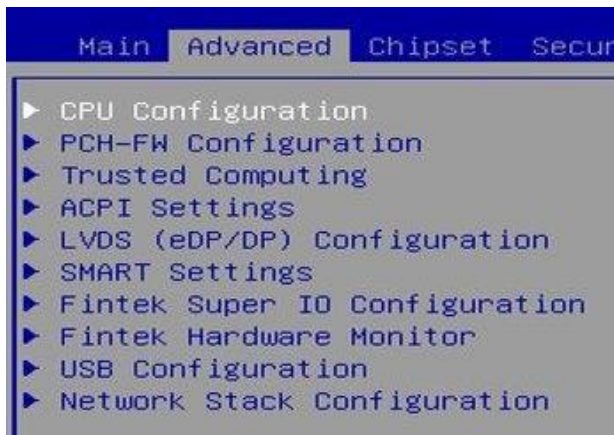 Main Advanced Chipset Secur
CPU Configuration
PCH-FW Configuration
Trusted Computing
ACPI Settings
LVDS (eDP/DP) Configuration
SMART Settings
Fintek Super IO Configuration
Fintek Hardware Monitor
USB Configuration
Network Stack Configuration